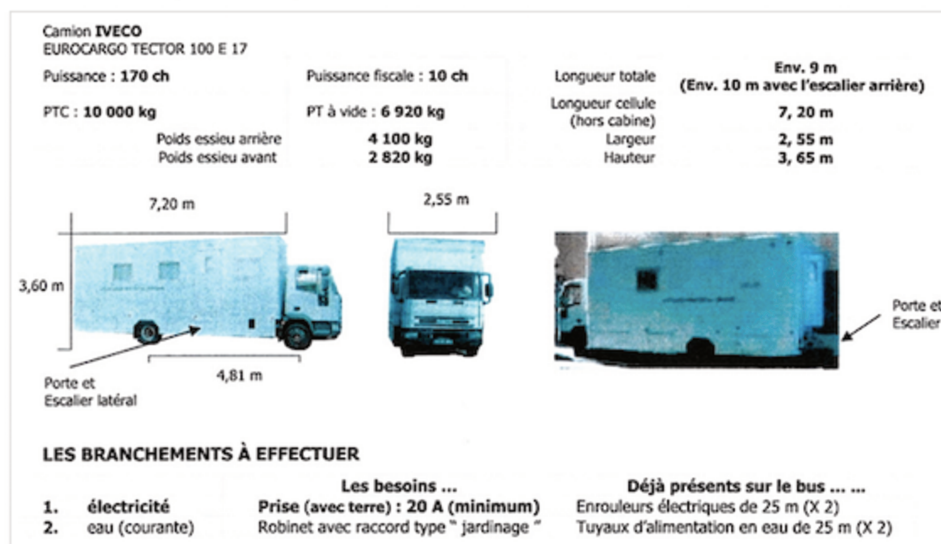 Camion IVECO
EUROCARGO TECTOR 100 E 17
Puissance : 170 ch
Puissance fiscale : 10 ch
Longueur totale
Env. 9 m
(Env. 10 m avec l'escalier arrière)
PTC : 10 000 kg
PT à vide : 6 920 kg
Longueur cellule
(hors cabine)
7, 20 m
Poids essieu arrière
4 100 kg
Largeur
2, 55 m
Poids essieu avant
2 820 kg
Hauteur
3, 65 m
7,20 m
2,55 m
3,60 m
4,81 m
Porte et
Escalier latéral
Porte et
Escalier
LES BRANCHEMENTS À EFFECTUER
Les besoins ...
Déjà présents sur le bus ... ...
1. électricité
Prise (avec terre) : 20 A (minimum)
Enrouleurs électriques de 25 m (X 2)
2. eau (courante)
Robinet avec raccord type " jardinage "
Tuyaux d'alimentation en eau de 25 m (X 2)